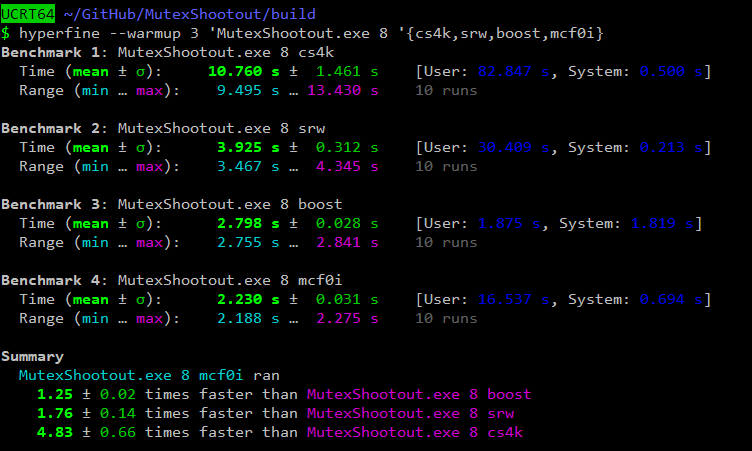 UCRT64 ~/GitHub/MutexShootout/build
$ hyperfine --warmup 3 'MutexShootout.exe 8 '{cs4k,srw,boost,mcf0i}
Benchmark 1: MutexShootout.exe 8 cs4k
Time (mean ± σ): 10.760 s ± 1.461 s [User: 82.847 s, System: 0.500 s]
Range (min … max): 9.495 s … 13.430 s 10 runs
Benchmark 2: MutexShootout.exe 8 srw
Time (mean ± σ): 3.925 s ± 0.312 s [User: 30.409 s, System: 0.213 s]
Range (min … max): 3.467 s … 4.345 s 10 runs
Benchmark 3: MutexShootout.exe 8 boost
Time (mean ± σ): 2.798 s ± 0.028 s [User: 1.875 s, System: 1.819 s]
Range (min … max): 2.755 s … 2.841 s 10 runs
Benchmark 4: MutexShootout.exe 8 mcf0i
Time (mean ± σ): 2.230 s ± 0.031 s [User: 16.537 s, System: 0.694 s]
Range (min … max): 2.188 s … 2.275 s 10 runs
Summary
MutexShootout.exe 8 mcf0i ran
1.25 ± 0.02 times faster than MutexShootout.exe 8 boost
1.76 ± 0.14 times faster than MutexShootout.exe 8 srw
4.83 ± 0.66 times faster than MutexShootout.exe 8 cs4k